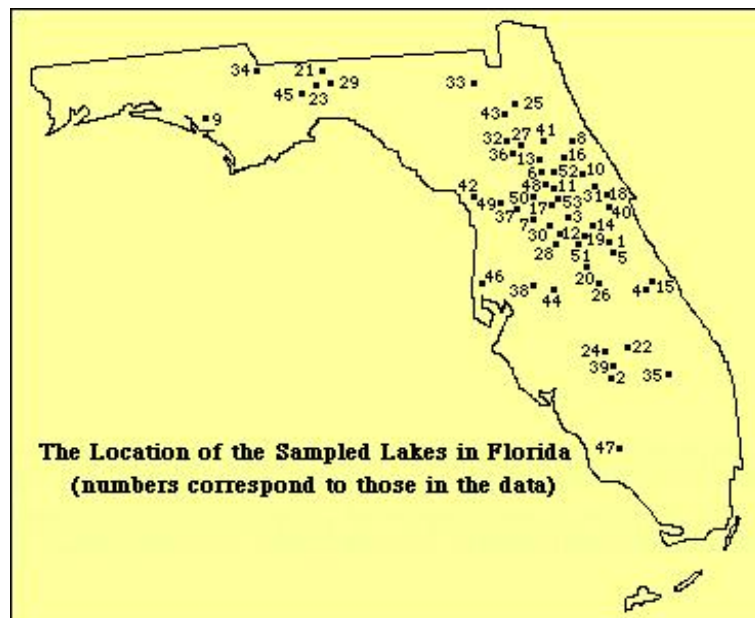 34 21 29 33
45 23
9
43 25
32 27 41 8
36 13 16
6 52 10
42 48 11 31 18
49 50 53 40
37 17 3
7 30 12 14
28 19 1
51 5
46 20
38 44 26 4 15
24 22
39 2 35
The Location of the Sampled Lakes in Florida 47
(numbers correspond to those in the data)